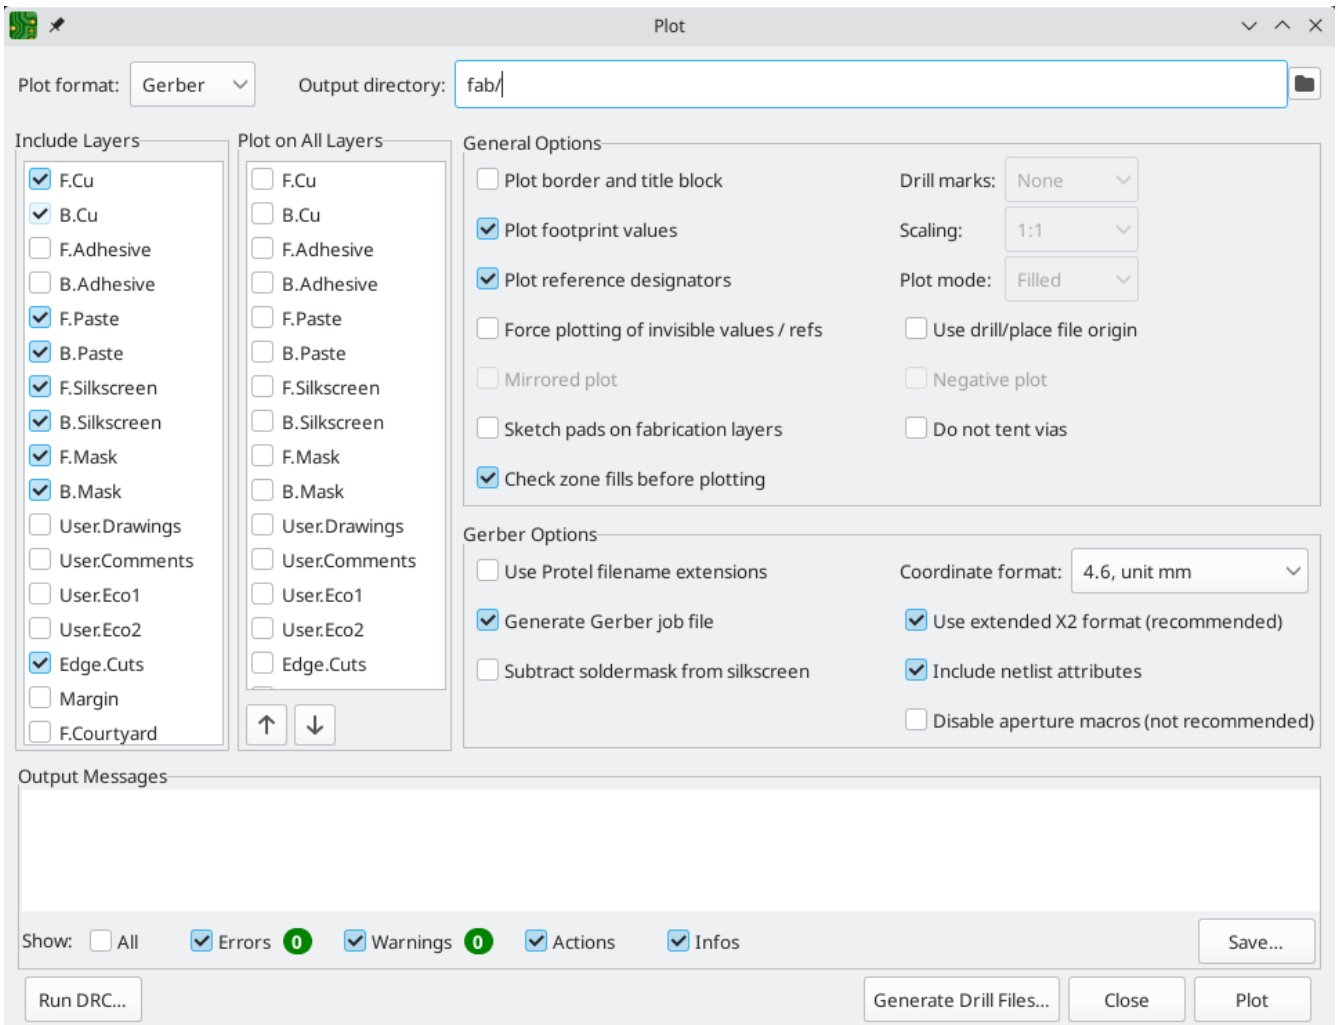 Plot
Plot format: Gerber Output directory: fab/
Include Layers
F.Cu
B.Cu
F.Adhesive
B.Adhesive
F.Paste
B.Paste
F.Silkscreen
B.Silkscreen
F.Mask
B.Mask
User.Drawings
User.Comments
User.Eco1
User.Eco2
Edge.Cuts
Margin
F.Courtyard
Plot on All Layers
F.Cu
B.Cu
F.Adhesive
B.Adhesive
F.Paste
B.Paste
F.Silkscreen
B.Silkscreen
F.Mask
B.Mask
User.Drawings
User.Comments
User.Eco1
User.Eco2
Edge.Cuts
General Options
Plot border and title block Drill marks: None
Plot footprint values Scaling: 1:1
Plot reference designators Plot mode: Filled
Force plotting of invisible values / refs Use drill/place file origin
Mirrored plot Negative plot
Sketch pads on fabrication layers Do not tent vias
Check zone fills before plotting
Gerber Options
Use Protel filename extensions Coordinate format: 4.6, unit mm
Generate Gerber job file Use extended X2 format (recommended)
Subtract soldermask from silkscreen Include netlist attributes
Disable aperture macros (not recommended)
Output Messages
Show: All Errors 0 Warnings 0 Actions Infos Save...
Run DRC... Generate Drill Files... Close Plot